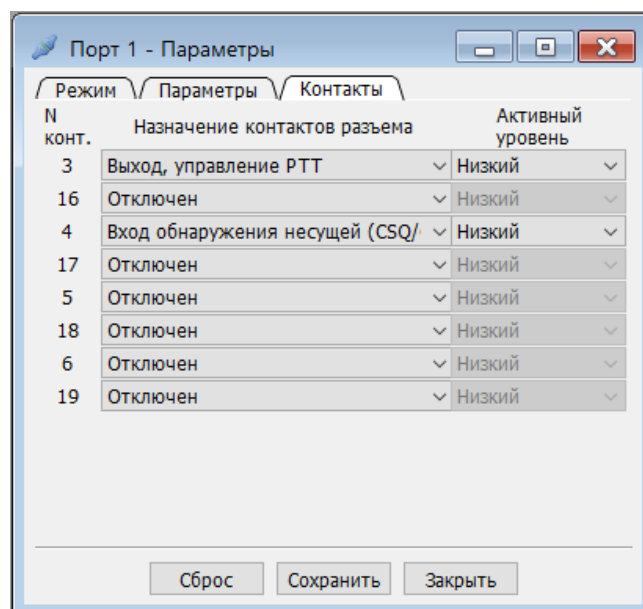 Порт 1 - Параметры
Режим Параметры Контакты
N конт. Назначение контактов разъема Активный уровень
3 Выход, управление PTT Низкий
16 Отключен Низкий
4 Вход обнаружения несущей (CSQ/ Низкий
17 Отключен Низкий
5 Отключен Низкий
18 Отключен Низкий
6 Отключен Низкий
19 Отключен Низкий
Сброс Сохранить Закрыть